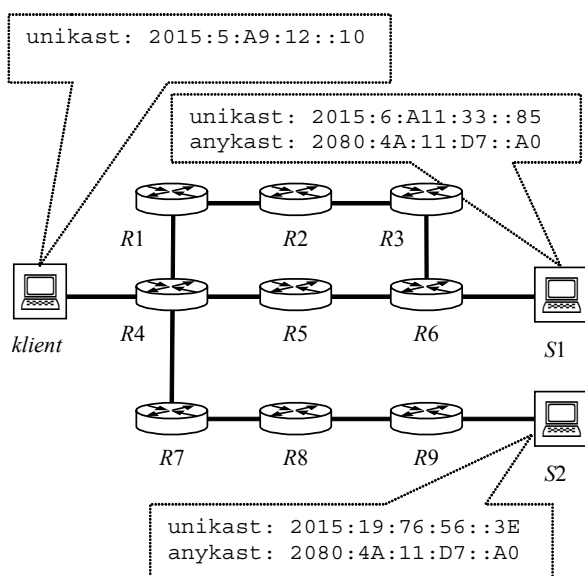 unikast: 2015:5:A9:12::10
unikast: 2015:6:A11:33::85
anykast: 2080:4A:11:D7::A0
R1
R2
R3
klient
R4
R5
R6
S1
R7
R8
R9
S2
unikast: 2015:19:76:56::3E
anykast: 2080:4A:11:D7::A0